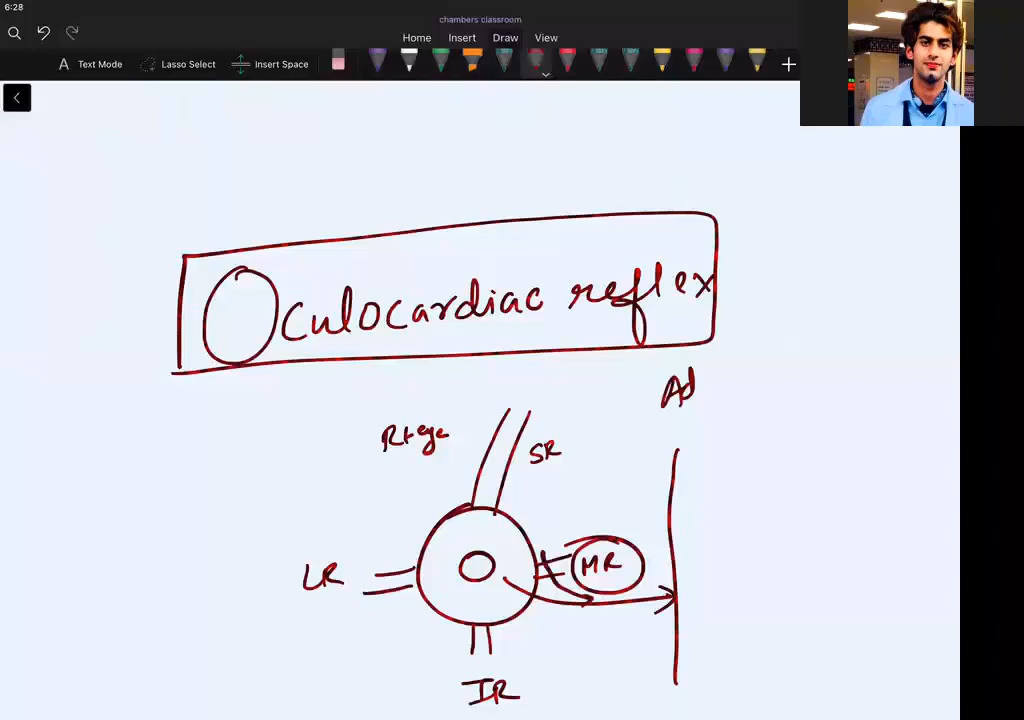 6:28
chambers classroom
Home Insert Draw View
A Text Mode Lasso Select Insert Space
Oculocardiac reflex
Ad
Rt eye
SR
MR
LR
IR